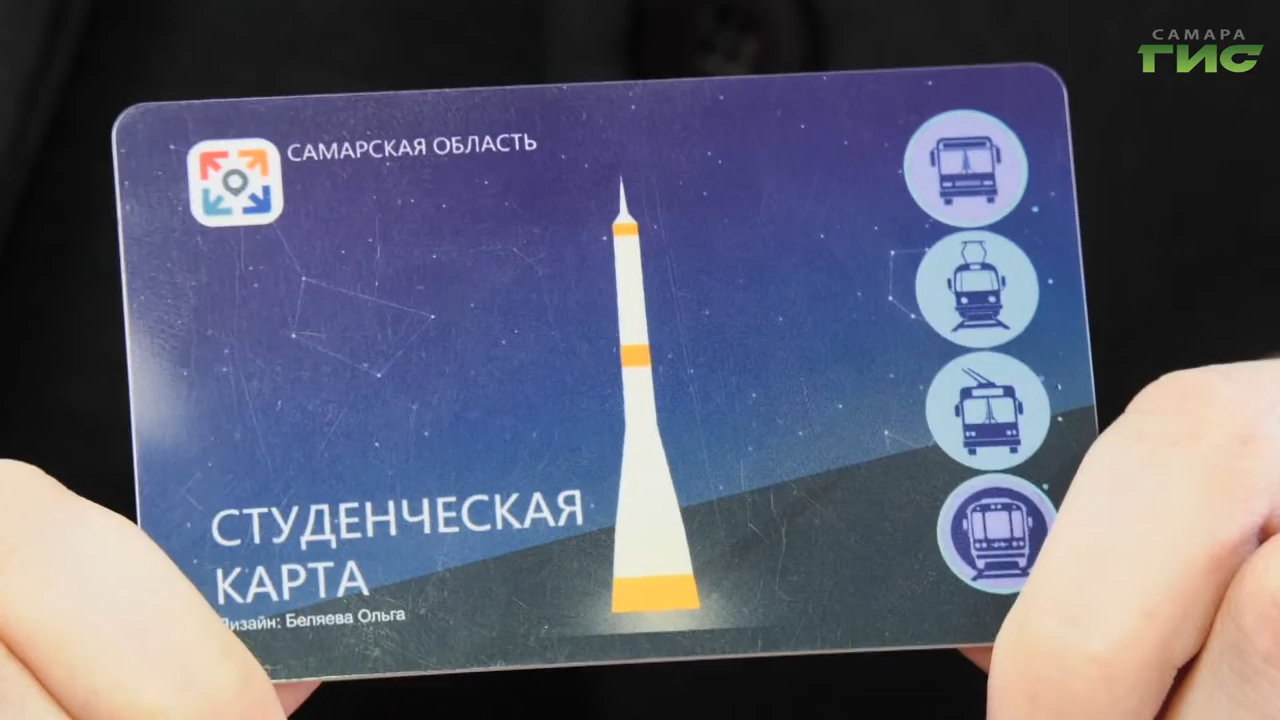 САМАРА
ГИС
САМАРСКАЯ ОБЛАСТЬ
СТУДЕНЧЕСКАЯ
КАРТА
Дизайн: Беляева Ольга